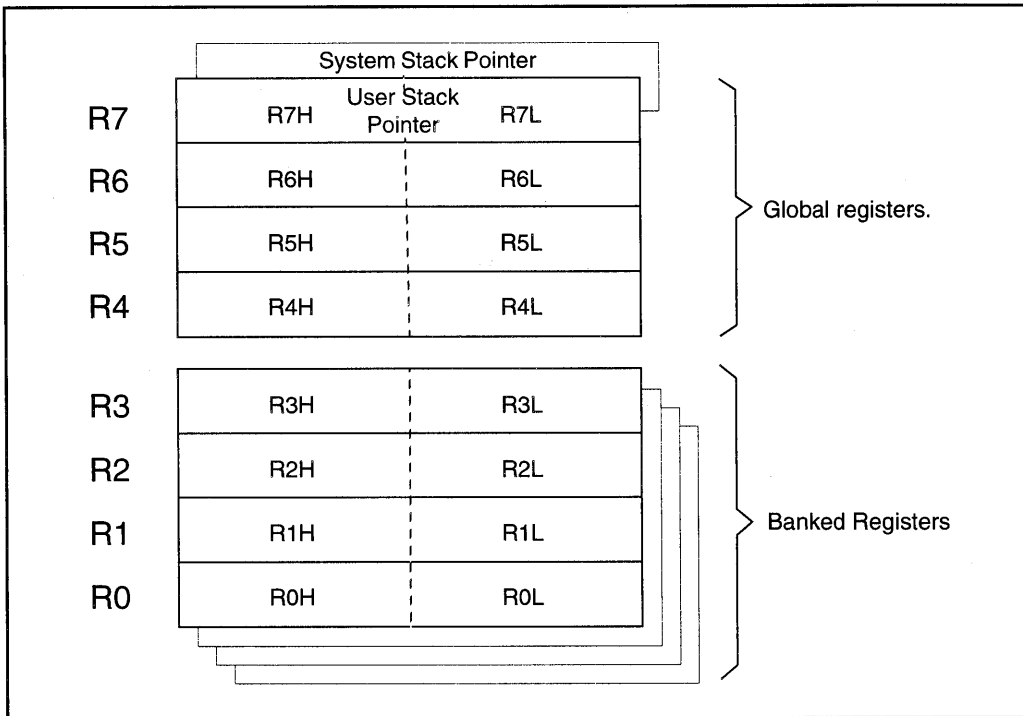 System Stack Pointer
R7 R7H User Stack Pointer R7L
R6 R6H R6L
R5 R5H R5L
R4 R4H R4L
Global registers.
R3 R3H R3L
R2 R2H R2L
R1 R1H R1L
R0 R0H R0L
Banked Registers